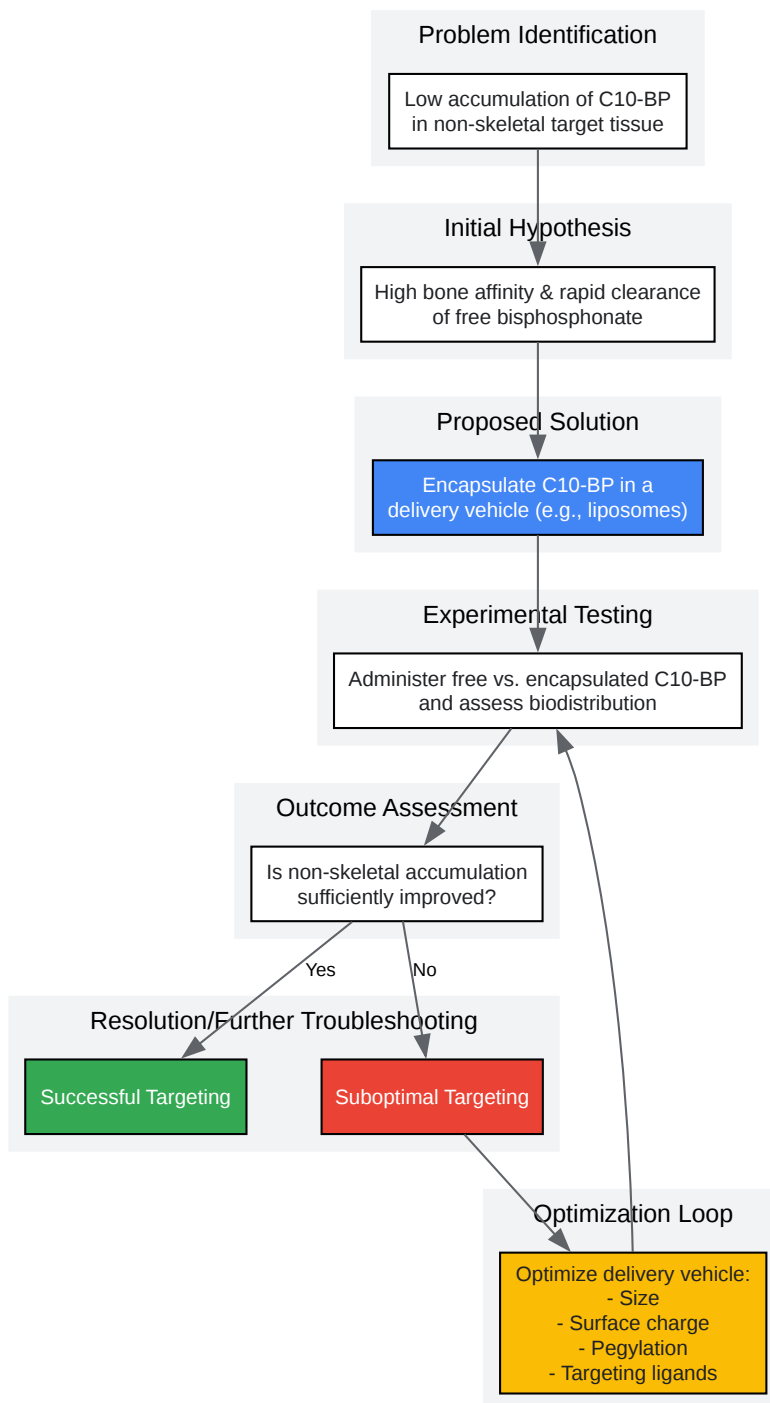 Problem Identification
Low accumulation of C10-BP
in non-skeletal target tissue
Initial Hypothesis
High bone affinity & rapid clearance
of free bisphosphonate
Proposed Solution
Encapsulate C10-BP in a
delivery vehicle (e.g., liposomes)
Experimental Testing
Administer free vs. encapsulated C10-BP
and assess biodistribution
Outcome Assessment
Is non-skeletal accumulation
sufficiently improved?
Yes
No
Resolution/Further Troubleshooting
Successful Targeting
Suboptimal Targeting
Optimization Loop
Optimize delivery vehicle:
- Size
- Surface charge
- Pegylation
- Targeting ligands